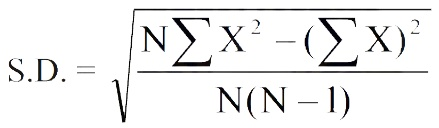 S.D. = √((N∑X² − (∑X)²) / (N(N − 1)))